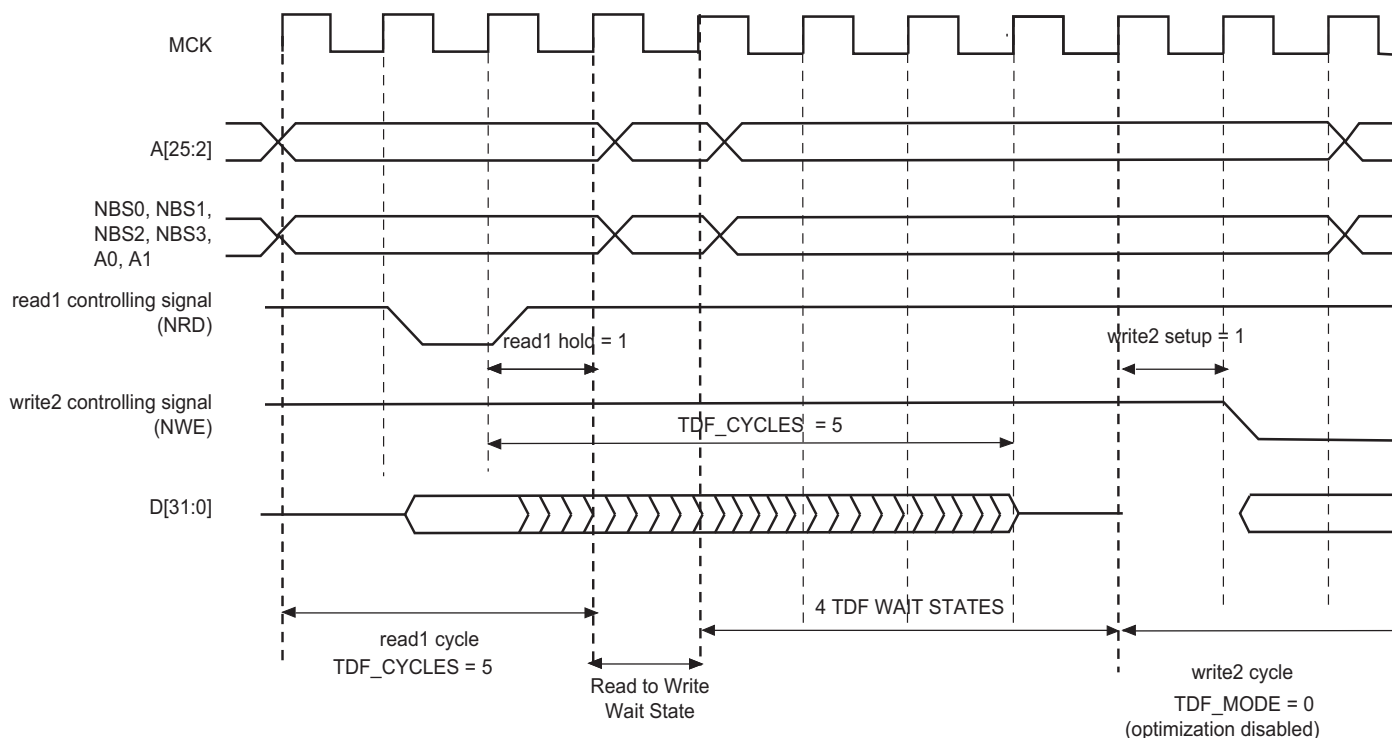 MCK
A[25:2]
NBS0, NBS1,
NBS2, NBS3,
A0, A1
read1 controlling signal
(NRD)
read1 hold = 1
write2 setup = 1
write2 controlling signal
(NWE)
TDF_CYCLES = 5
D[31:0]
4 TDF WAIT STATES
read1 cycle
TDF_CYCLES = 5
Read to Write
Wait State
write2 cycle
TDF_MODE = 0
(optimization disabled)